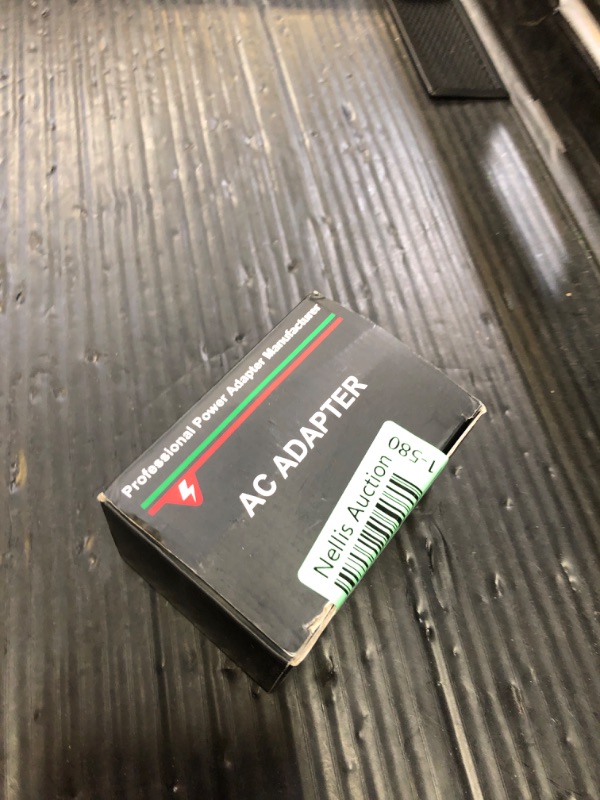 Professional Power Adapter Manufacturer
AC ADAPTER
Nellis Auction
1-580